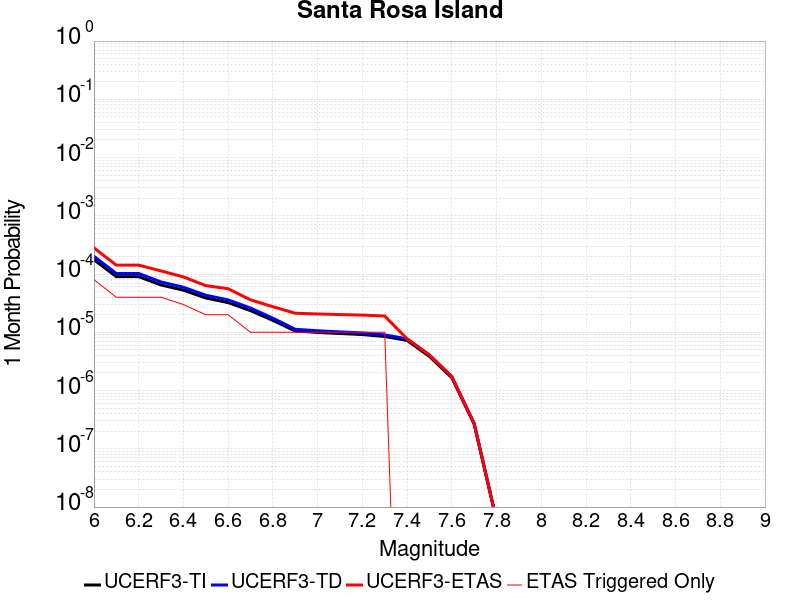 Santa Rosa Island
10^0
10^-1
10^-2
10^-3
10^-4
10^-5
10^-6
10^-7
10^-8
1 Month Probability
6 6.2 6.4 6.6 6.8 7 7.2 7.4 7.6 7.8 8 8.2 8.4 8.6 8.8 9
Magnitude
UCERF3-TI UCERF3-TD UCERF3-ETAS ETAS Triggered Only